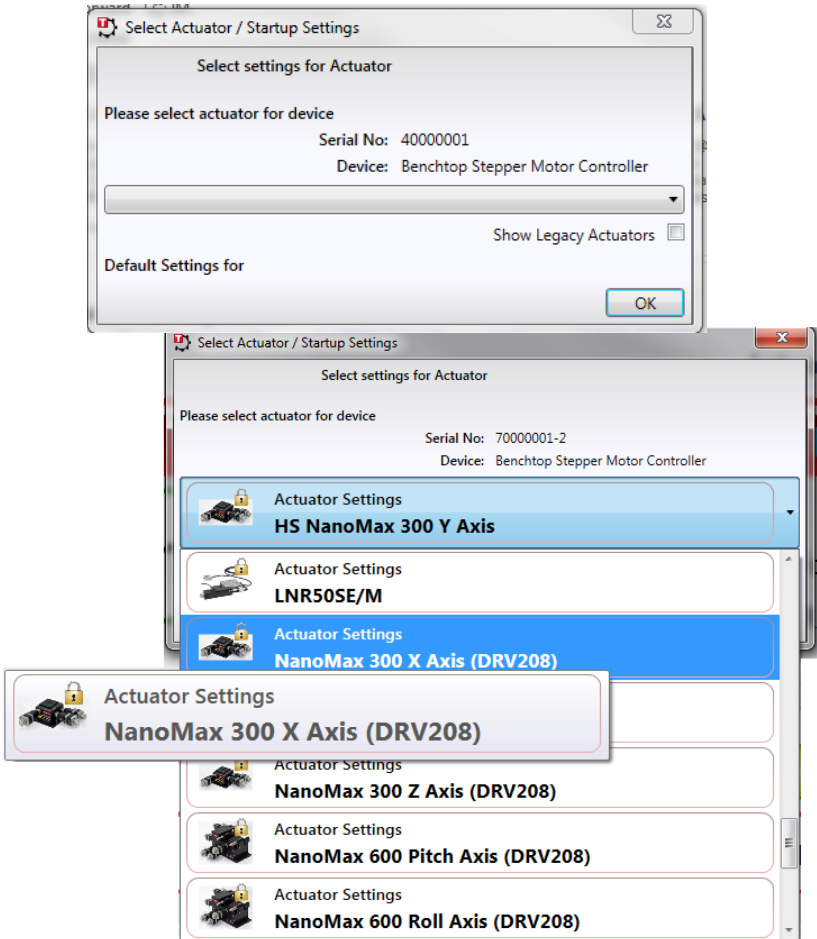 Select Actuator / Startup Settings
Select settings for Actuator
Please select actuator for device
Serial No: 40000001
Device: Benchtop Stepper Motor Controller
Show Legacy Actuators
Default Settings for
OK
Select Actuator / Startup Settings
Select settings for Actuator
Please select actuator for device
Serial No: 70000001-2
Device: Benchtop Stepper Motor Controller
Actuator Settings
HS NanoMax 300 Y Axis
Actuator Settings
LNR50SE/M
Actuator Settings
NanoMax 300 X Axis (DRV208)
Actuator Settings
NanoMax 300 X Axis (DRV208)
Actuator Settings
NanoMax 300 Z Axis (DRV208)
Actuator Settings
NanoMax 600 Pitch Axis (DRV208)
Actuator Settings
NanoMax 600 Roll Axis (DRV208)